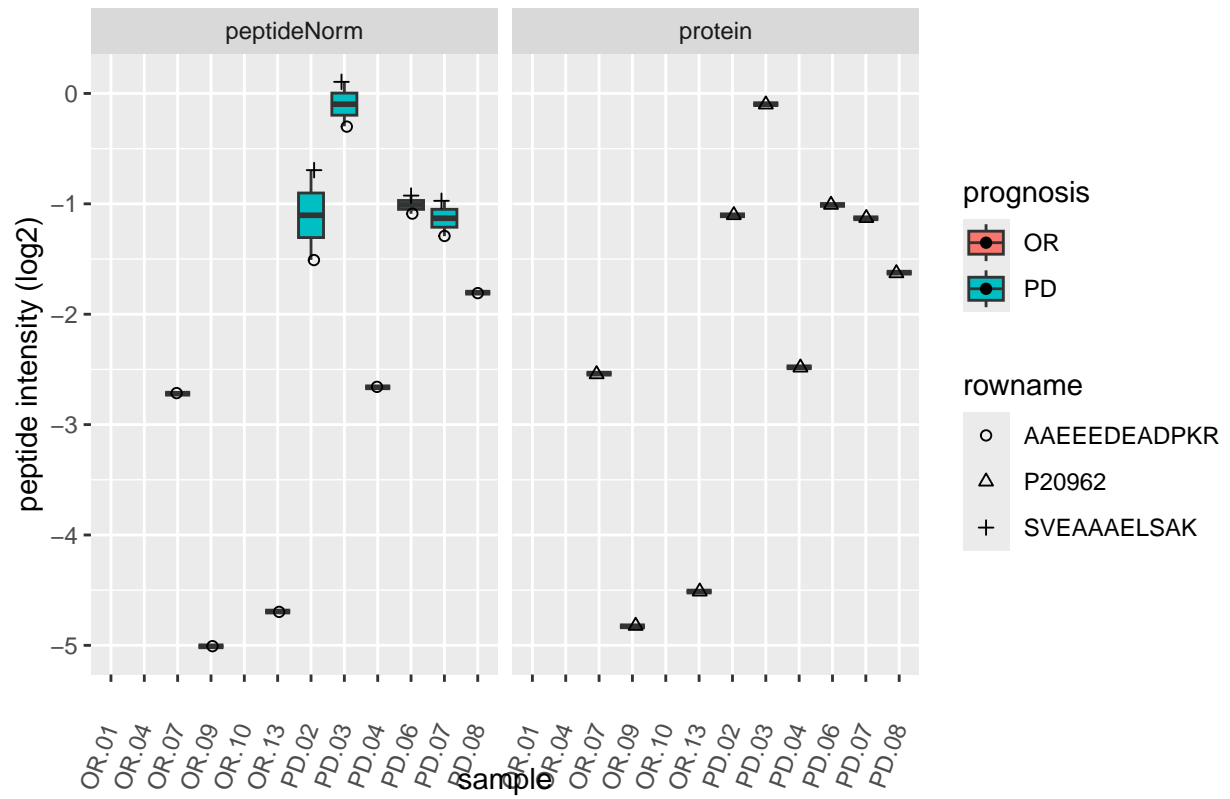 peptideNorm
protein
peptide intensity (log2)
0
−1
−2
−3
−4
−5
OR.01
OR.04
OR.07
OR.09
OR.10
OR.13
PD.02
PD.03
PD.04
PD.06
PD.07
PD.08
OR.01
OR.04
OR.07
OR.09
OR.10
OR.13
PD.02
PD.03
PD.04
PD.06
PD.07
PD.08
sample
prognosis
OR
PD
rowname
AAEEEDEADPKR
P20962
SVEAAAELSAK